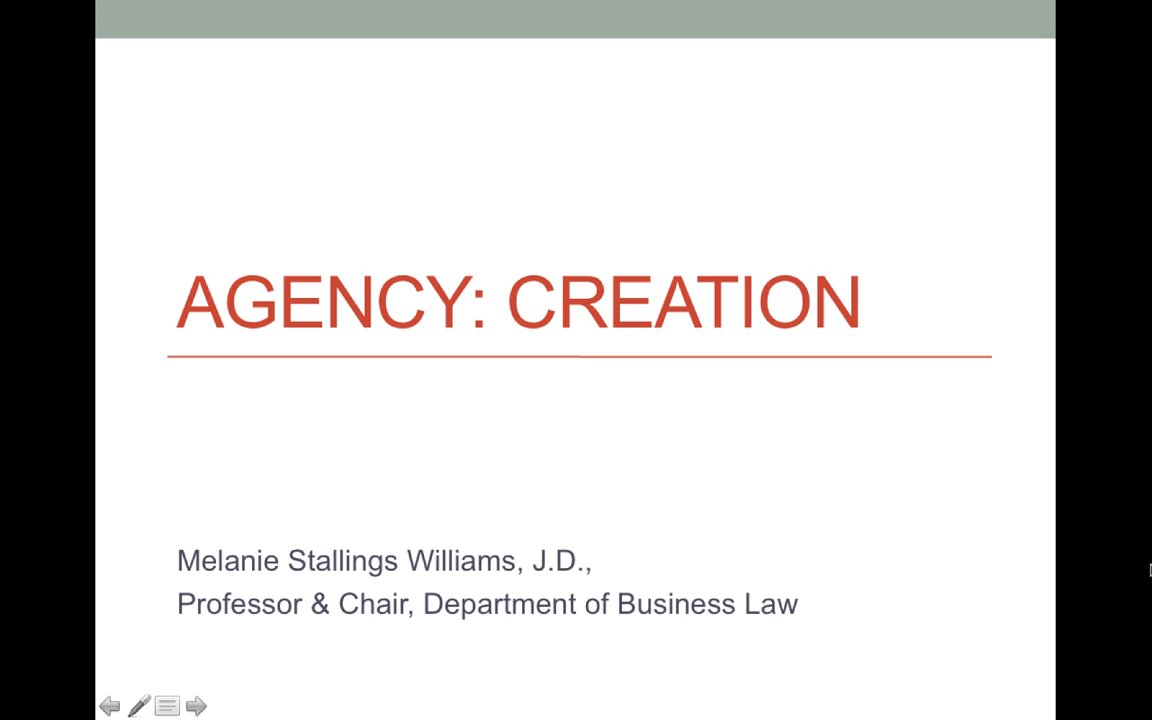 AGENCY: CREATION
Melanie Stallings Williams, J.D.,
Professor & Chair, Department of Business Law